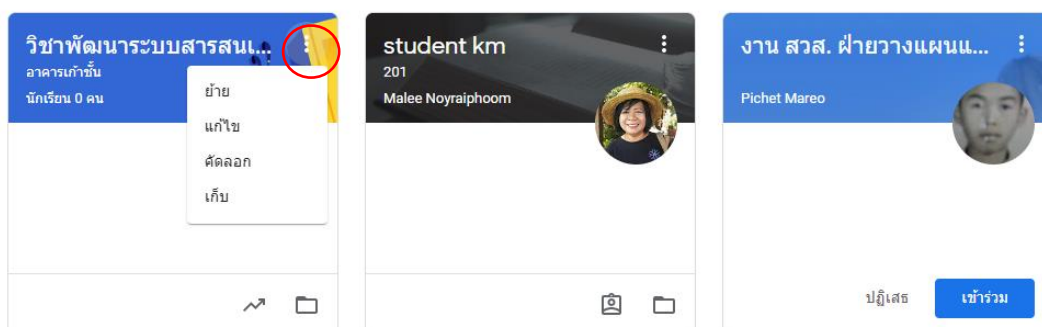 วิชาพัฒนาระบบสารสนเ...
อาคารเก้าชั้น
นักเรียน 0 คน
ย้าย
แก้ไข
คัดลอก
เก็บ
student km
201
Malee Noyraiphoom
งาน สวส. ฝ่ายวางแผนแ...
Pichet Mareo
ปฏิเสธ
เข้าร่วม